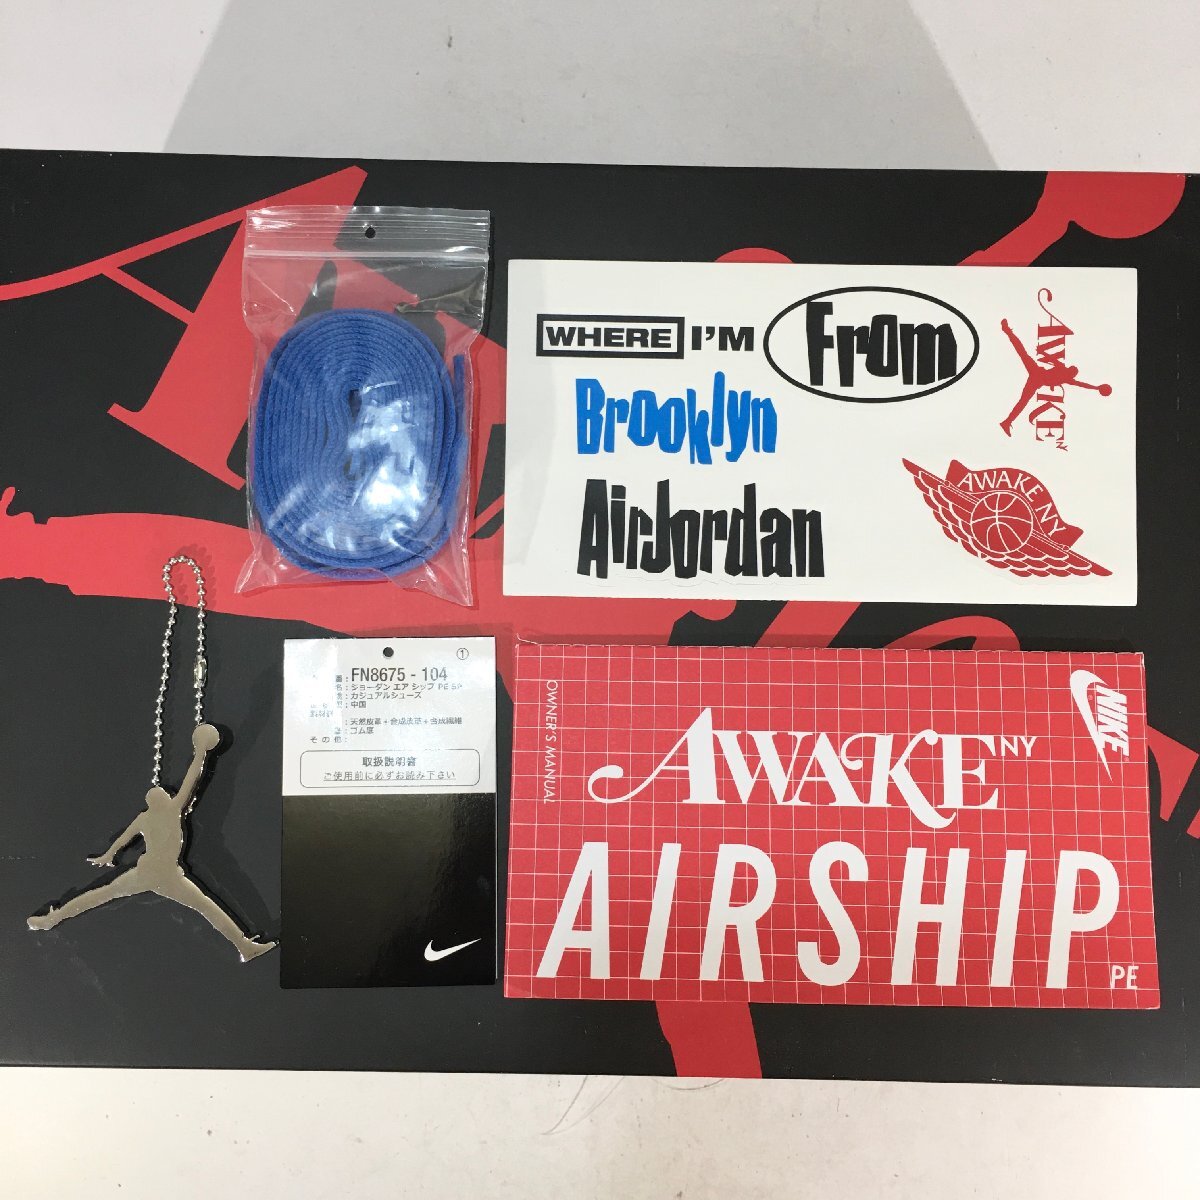 WHERE I'M From
Brooklyn
AirJordan
AWAKE NY
AWAKE NY
①
番: FN8675 - 104
名: ジョーダン エア シップ PE SP
カジュアルシューズ
中国
天然皮革+合成皮革+合成繊維
ゴム底
その他:
取扱説明書
ご使用前に必ずお読み下さい
OWNER'S MANUAL
NIKE
AWAKE NY
AIRSHIP
PE